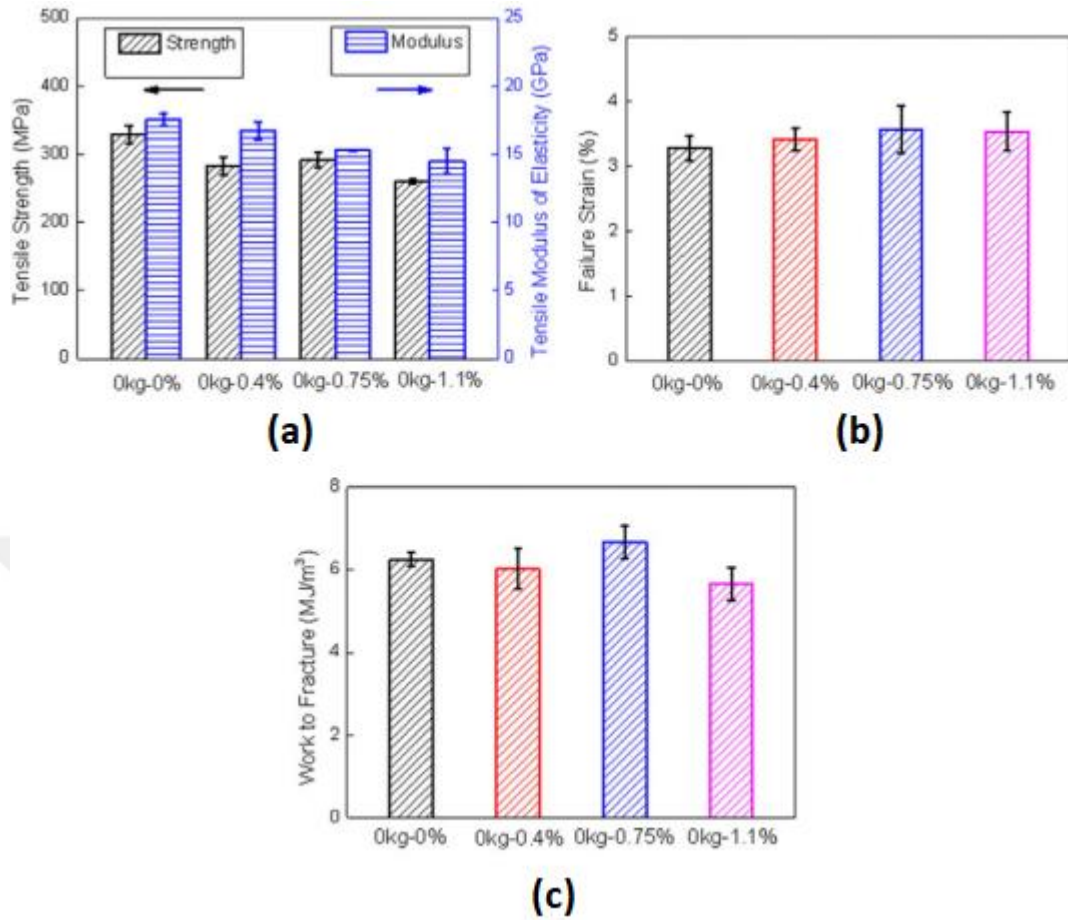 500
400
300
200
100
0
Tensile Strength (MPa)
Strength
Modulus
25
20
15
10
5
0
Tensile Modulus of Elasticity (GPa)
0kg-0% 0kg-0.4% 0kg-0.75% 0kg-1.1%
(a)
5
4
3
2
1
0
Failure Strain (%)
0kg-0% 0kg-0.4% 0kg-0.75% 0kg-1.1%
(b)
8
6
4
2
0
Work to Fracture (MJ/m³)
0kg-0% 0kg-0.4% 0kg-0.75% 0kg-1.1%
(c)